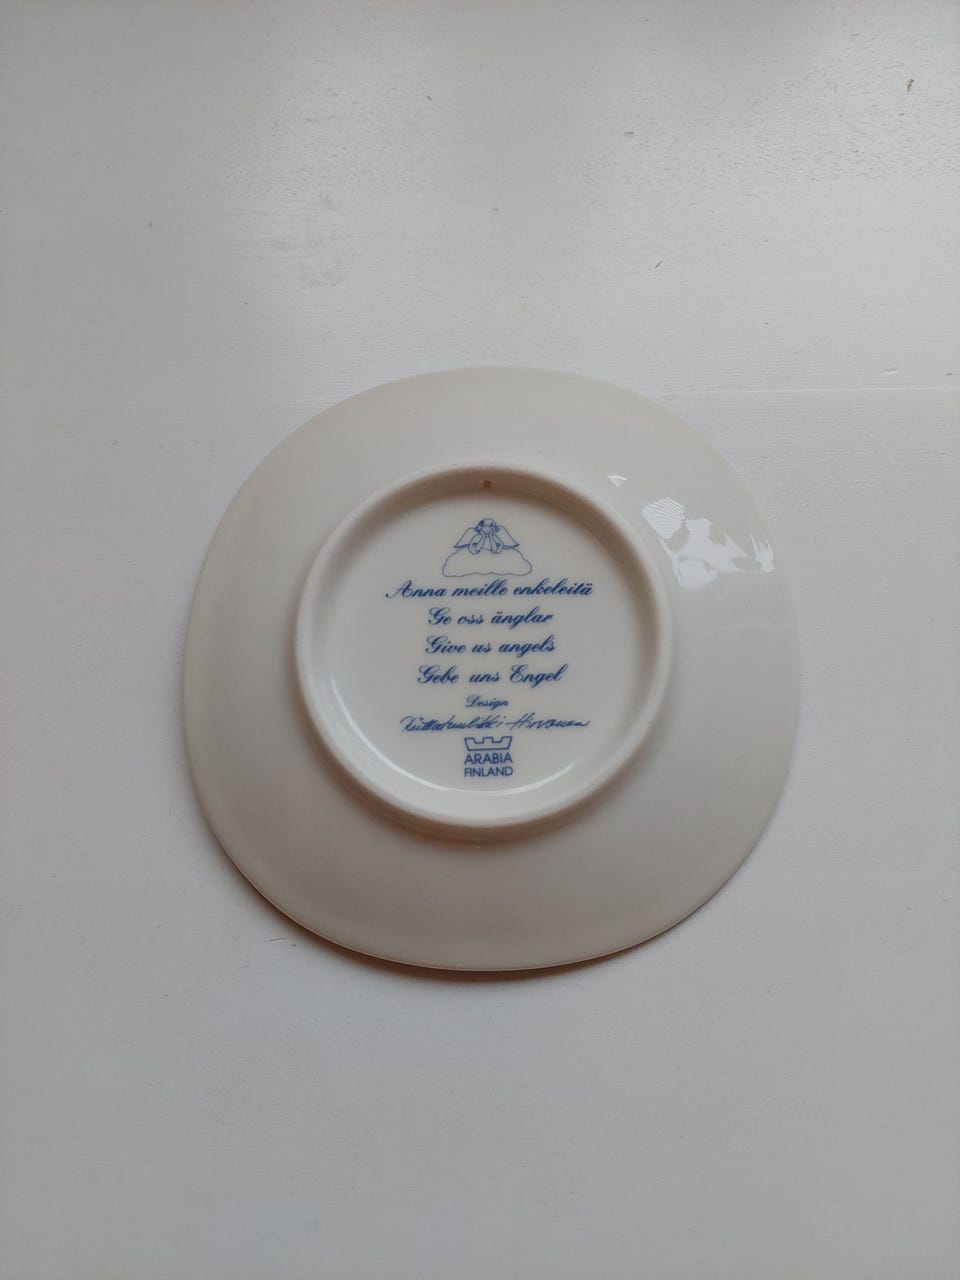 Anna meille enkeleitä
Ge oss änglar
Give us angels
Gebe uns Engel
Design
ARABIA
FINLAND